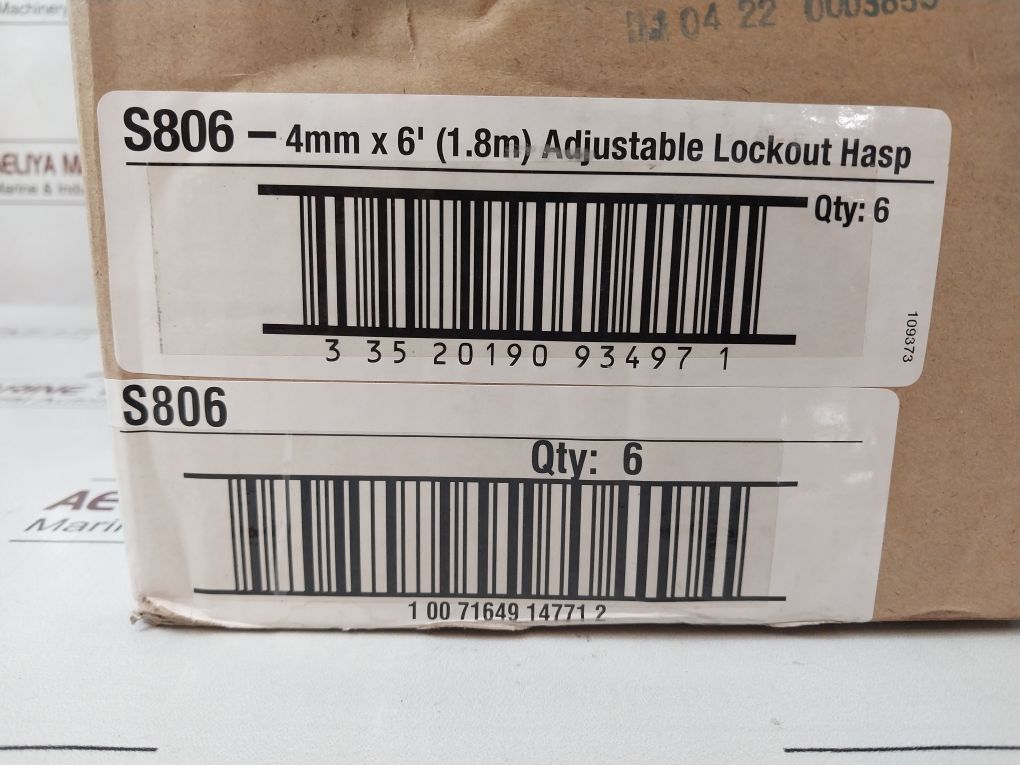 Machinery
04 22
S806 – 4mm x 6' (1.8m) Adjustable Lockout Hasp
Qty: 6
3 35 20190 93497 1
109373
S806
Qty: 6
1 00 71649 14771 2